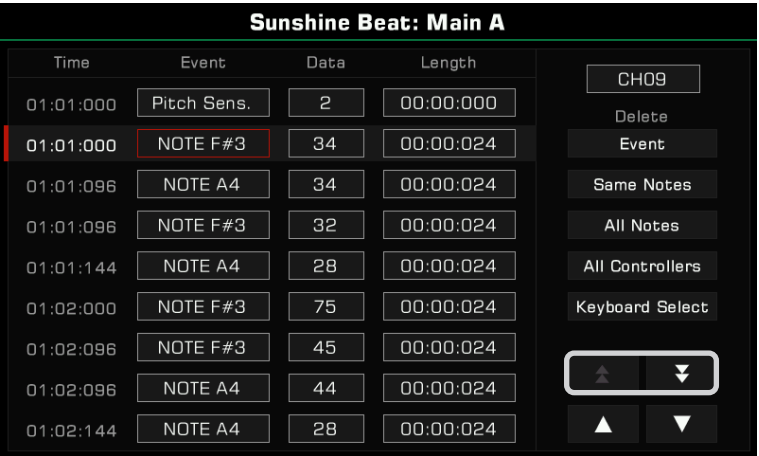 Sunshine Beat: Main A
Time Event Data Length
01:01:000 Pitch Sens. 2 00:00:000
01:01:000 NOTE F#3 34 00:00:024
01:01:096 NOTE A4 34 00:00:024
01:01:096 NOTE F#3 32 00:00:024
01:01:144 NOTE A4 28 00:00:024
01:02:000 NOTE F#3 75 00:00:024
01:02:096 NOTE F#3 45 00:00:024
01:02:096 NOTE A4 44 00:00:024
01:02:144 NOTE A4 28 00:00:024
CH09
Delete
Event
Same Notes
All Notes
All Controllers
Keyboard Select